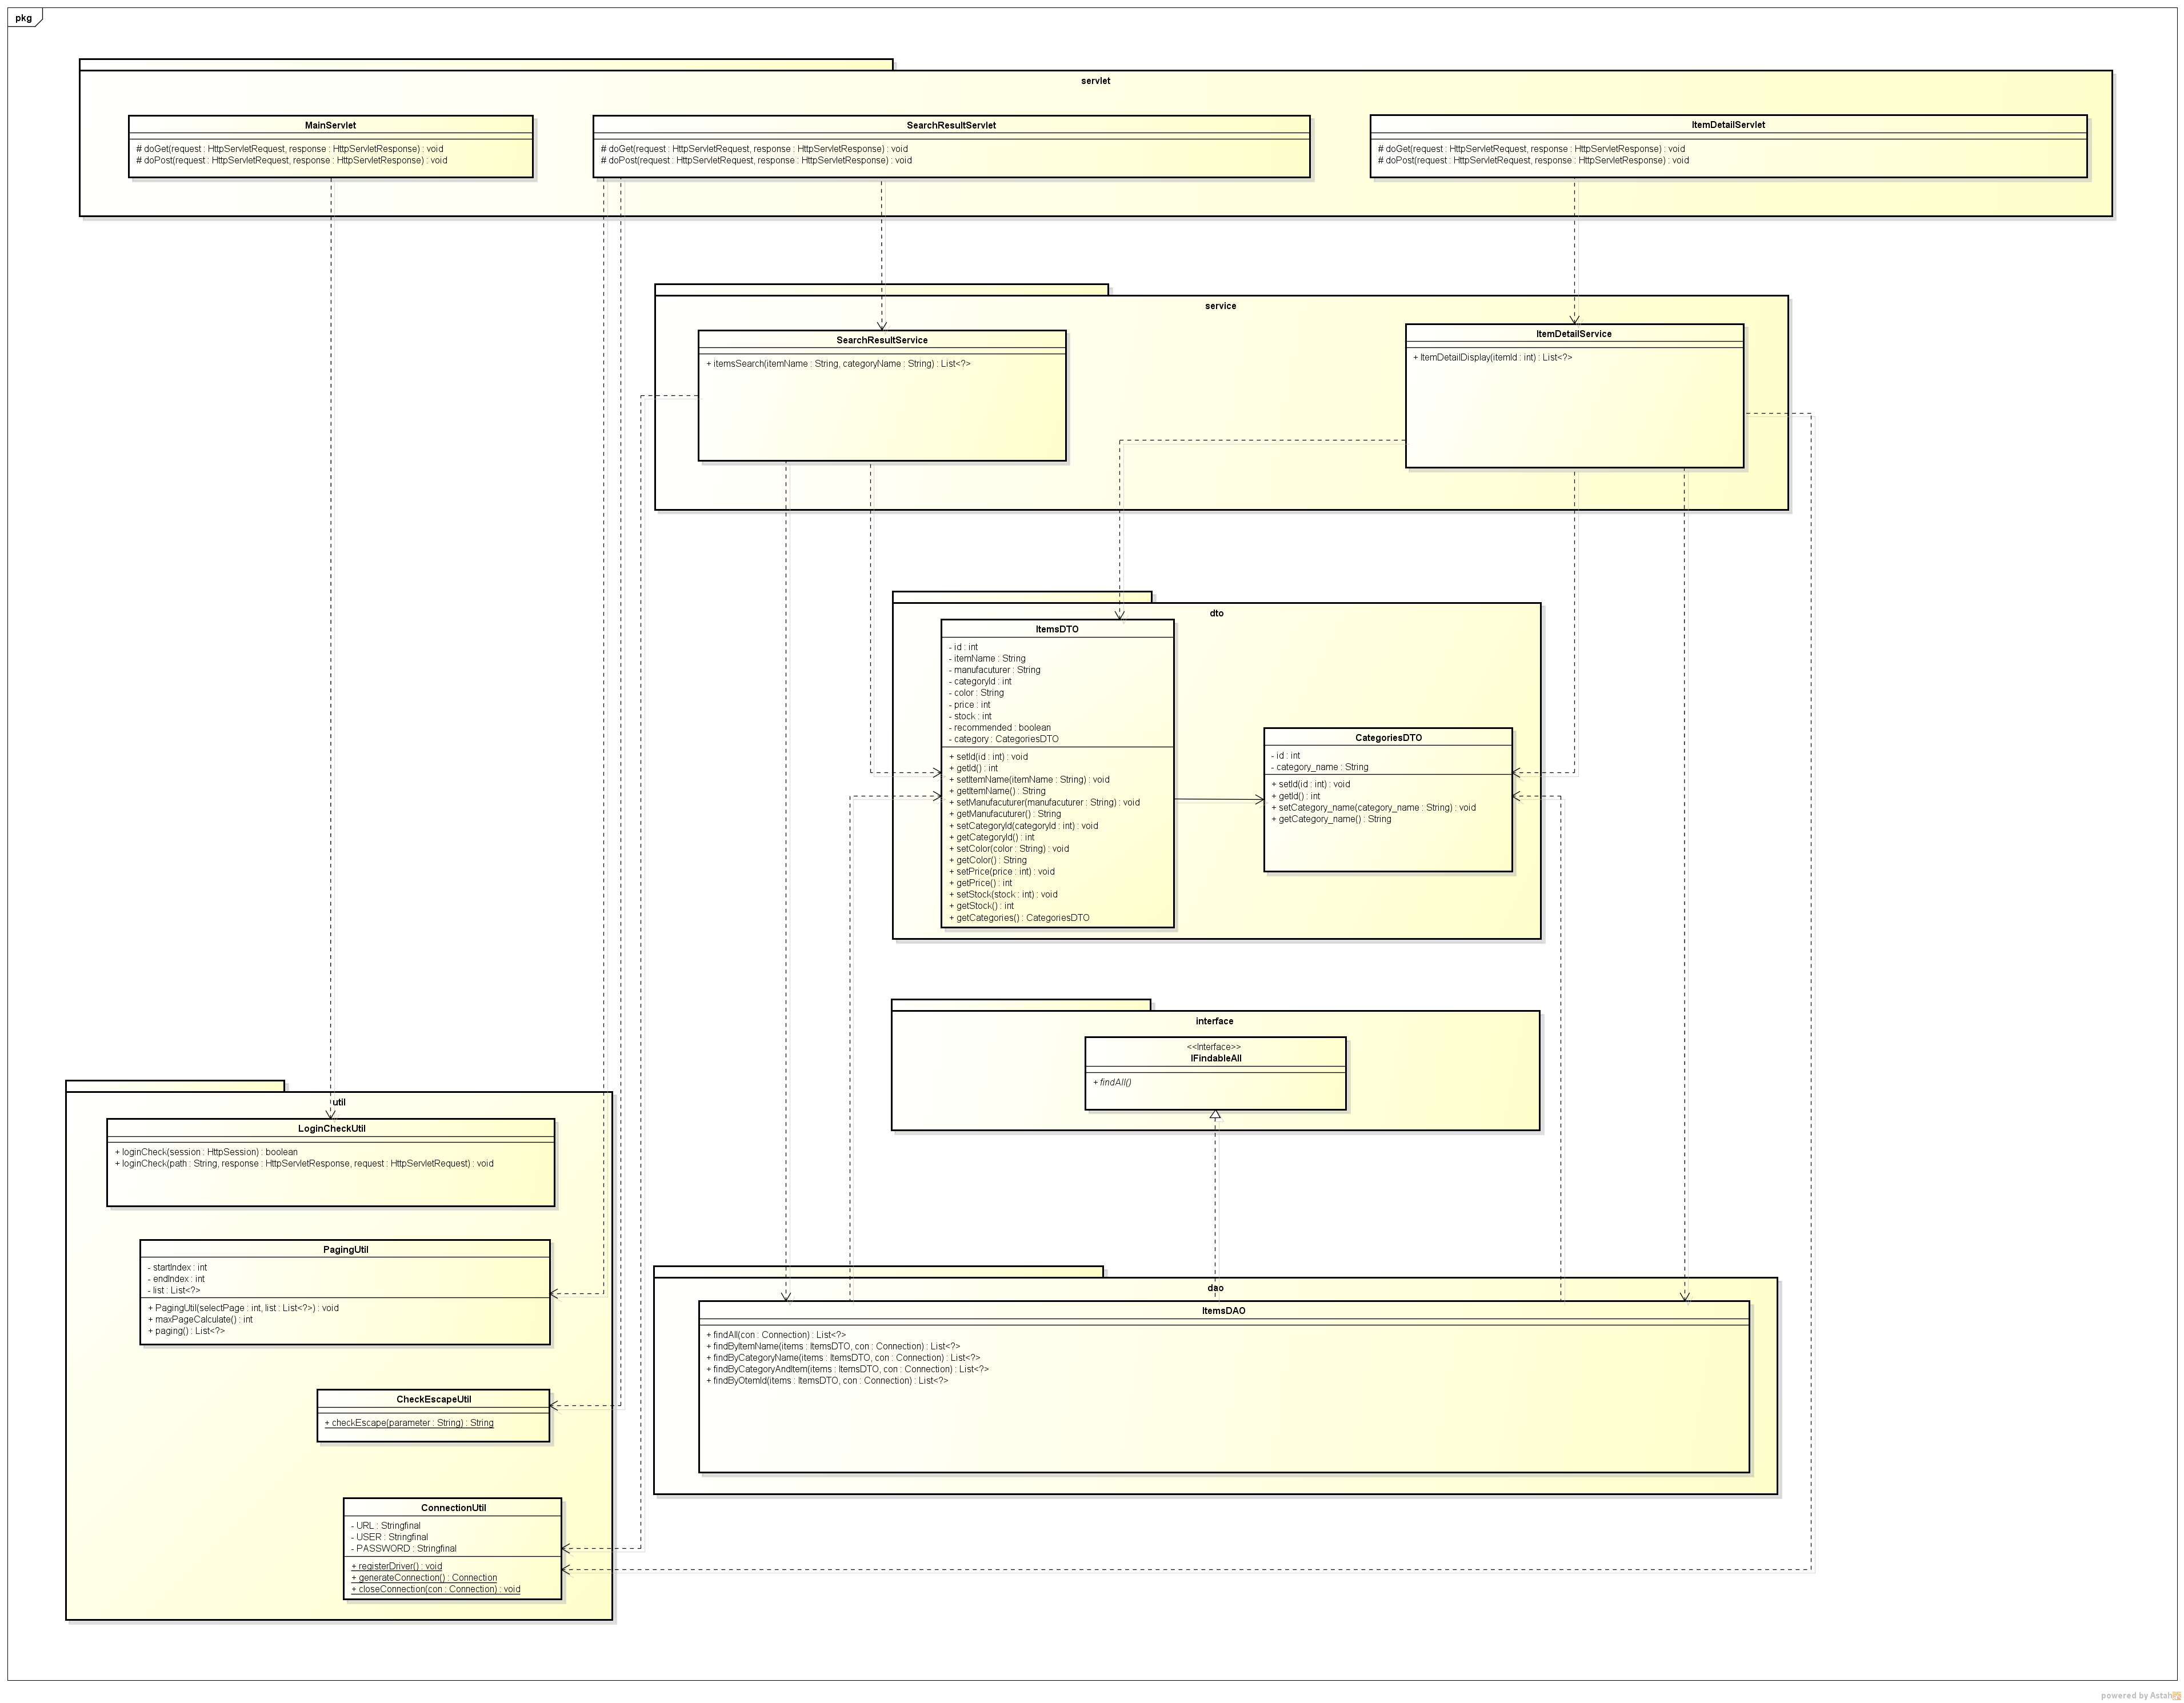 pkg
servlet
MainServlet
# doGet(request : HttpServletRequest, response : HttpServletResponse) : void
# doPost(request : HttpServletRequest, response : HttpServletResponse) : void
SearchResultServlet
# doGet(request : HttpServletRequest, response : HttpServletResponse) : void
# doPost(request : HttpServletRequest, response : HttpServletResponse) : void
ItemDetailServlet
# doGet(request : HttpServletRequest, response : HttpServletResponse) : void
# doPost(request : HttpServletRequest, response : HttpServletResponse) : void
service
SearchResultService
+ itemsSearch(itemName : String, categoryName : String) : List<?>
ItemDetailService
+ ItemDetailDisplay(itemId : int) : List<?>
dto
ItemsDTO
- id : int
- itemName : String
- manufacuturer : String
- categoryId : int
- color : String
- price : int
- stock : int
- recommended : boolean
- category : CategoriesDTO
+ setId(id : int) : void
+ getId() : int
+ setItemName(itemName : String) : void
+ getItemName() : String
+ setManufacuturer(manufacuturer : String) : void
+ getManufacuturer() : String
+ setCategoryId(categoryId : int) : void
+ getCategoryId() : int
+ setColor(color : String) : void
+ getColor() : String
+ setPrice(price : int) : void
+ getPrice() : int
+ setStock(stock : int) : void
+ getStock() : int
+ getCategories() : CategoriesDTO
CategoriesDTO
- id : int
- category_name : String
+ setId(id : int) : void
+ getId() : int
+ setCategory_name(category_name : String) : void
+ getCategory_name() : String
interface
<<Interface>>
IFindableAll
+ findAll()
util
LoginCheckUtil
+ loginCheck(session : HttpSession) : boolean
+ loginCheck(path : String, response : HttpServletResponse, request : HttpServletRequest) : void
PagingUtil
- startIndex : int
- endIndex : int
- list : List<?>
+ PagingUtil(selectPage : int, list : List<?>) : void
+ maxPageCalculate() : int
+ paging() : List<?>
CheckEscapeUtil
+ checkEscape(parameter : String) : String
ConnectionUtil
- URL : Stringfinal
- USER : Stringfinal
- PASSWORD : Stringfinal
+ registerDriver() : void
+ generateConnection() : Connection
+ closeConnection(con : Connection) : void
dao
ItemsDAO
+ findAll(con : Connection) : List<?>
+ findByItemName(items : ItemsDTO, con : Connection) : List<?>
+ findByCategoryName(items : ItemsDTO, con : Connection) : List<?>
+ findByCategoryAndItem(items : ItemsDTO, con : Connection) : List<?>
+ findByOtemId(items : ItemsDTO, con : Connection) : List<?>
powered by Astah